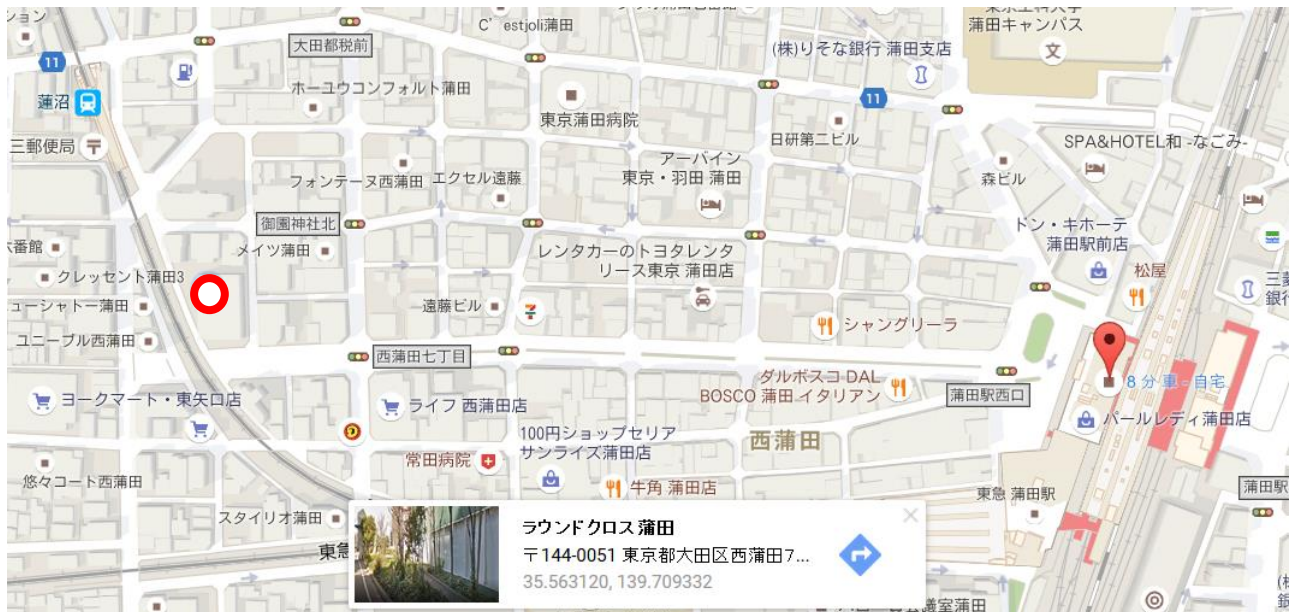 C'estjoli蒲田
蒲田キャンパス
大田都税前
(株)りそな銀行 蒲田支店
11
蓮沼
ホーユウコンフォルト蒲田
11
東京蒲田病院
日研第二ビル
三郵便局
SPA&HOTEL和 -なごみ-
フォンテーヌ西蒲田
エクセル遠藤
アーバイン
東京・羽田 蒲田
森ビル
御園神社北
ドン・キホーテ
蒲田駅前店
番館
メイツ蒲田
レンタカーのトヨタレンタ
リース東京 蒲田店
松屋
クレッセント蒲田3
ューシャトー蒲田
遠藤ビル
シャングリーラ
ユニーブル西蒲田
西蒲田七丁目
ダルボスコ DAL
BOSCO 蒲田 イタリアン
8 分 車 - 自宅
蒲田駅西口
ヨークマート・東矢口店
ライフ 西蒲田店
パールレディ蒲田店
100円ショップセリア
サンライズ蒲田店
西蒲田
常田病院
悠々コート西蒲田
牛角 蒲田店
東急 蒲田駅
蒲田駅
スタイリオ蒲田
東急
ラウンドクロス蒲田
〒144-0051 東京都大田区西蒲田7...
35.563120, 139.709332